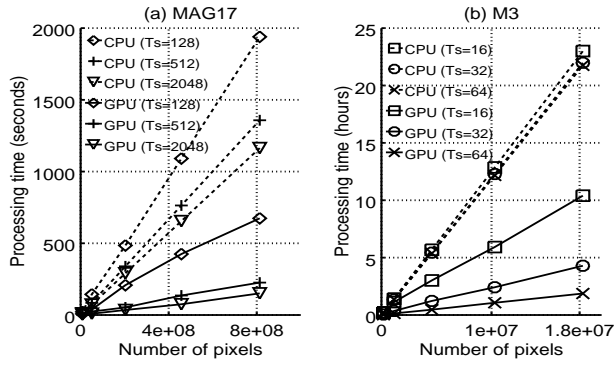 (a) MAG17
Processing time (seconds)
2000
1500
1000
500
0
CPU (Ts=128)
CPU (Ts=512)
CPU (Ts=2048)
GPU (Ts=128)
GPU (Ts=512)
GPU (Ts=2048)
0
4e+08
8e+08
Number of pixels
(b) M3
Processing time (hours)
25
20
15
10
5
0
CPU (Ts=16)
CPU (Ts=32)
CPU (Ts=64)
GPU (Ts=16)
GPU (Ts=32)
GPU (Ts=64)
0
1e+07
1.8e+07
Number of pixels